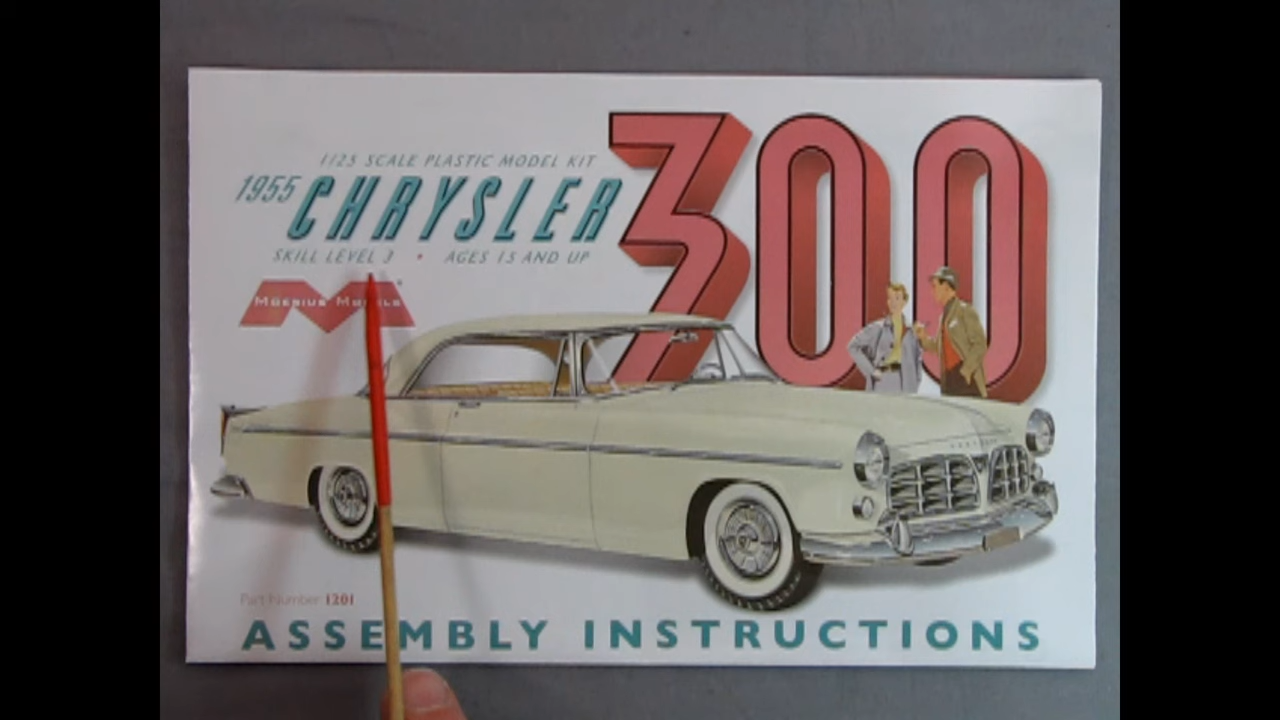 1/25 SCALE PLASTIC MODEL KIT
1955 CHRYSLER 300
SKILL LEVEL 3 • AGES 15 AND UP
MOEBIUS MODELS
Part Number 1201
ASSEMBLY INSTRUCTIONS